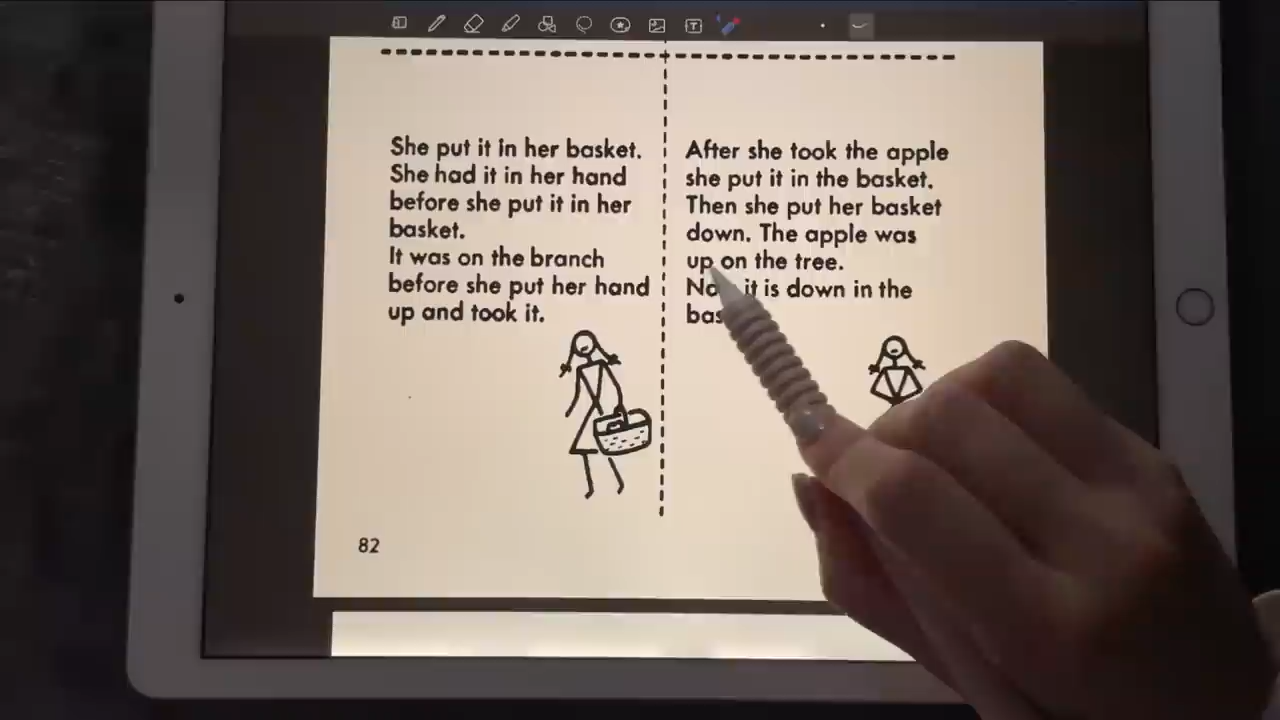 She put it in her basket.
She had it in her hand
before she put it in her
basket.
It was on the branch
before she put her hand
up and took it.
82
After she took the apple
she put it in the basket.
Then she put her basket
down. The apple was
up on the tree.
it is down in the